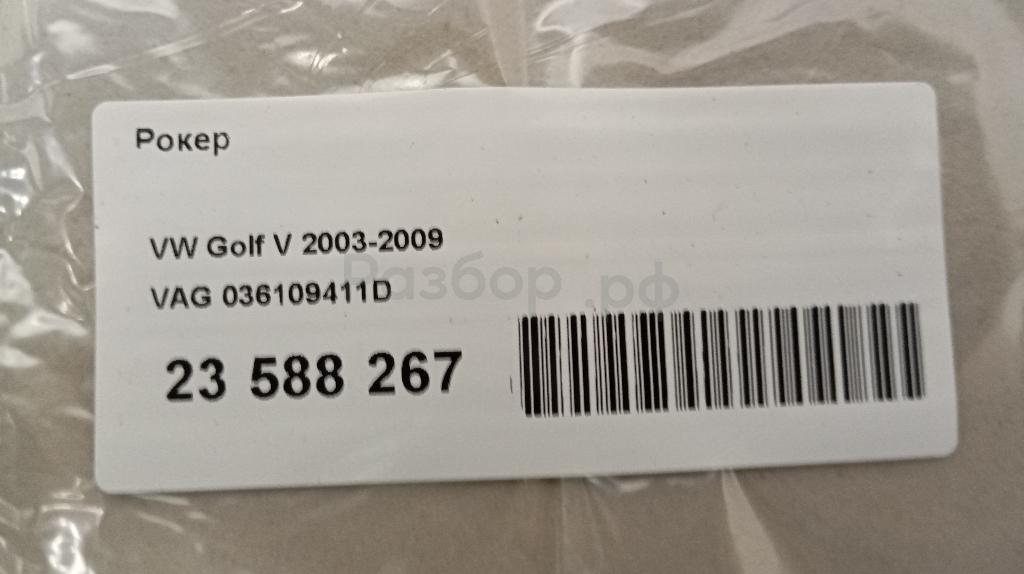 Рокер
VW Golf V 2003-2009
VAG 036109411D
Разбор.рф
23 588 267